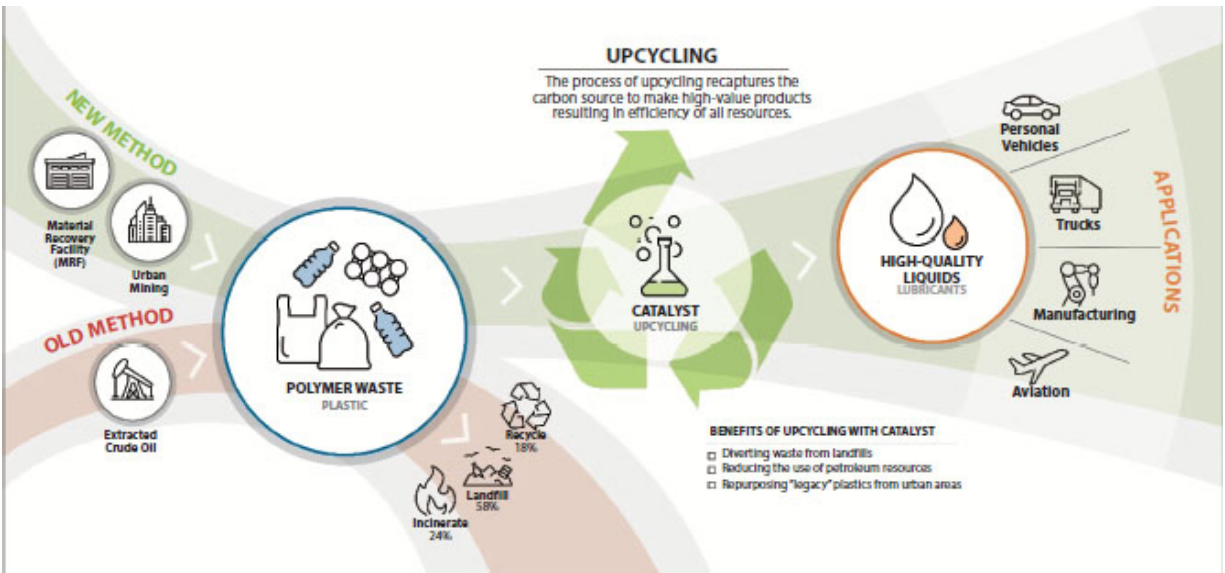 UPCYCLING
The process of upcycling recaptures the
carbon source to make high-value products
resulting in efficiency of all resources.
NEW METHOD
Material
Recovery
Facility
(MRF)
Urban
Mining
OLD METHOD
Extracted
Crude Oil
POLYMER WASTE
PLASTIC
Recycle
18%
Landfill
58%
Incinerate
24%
CATALYST
UPCYCLING
HIGH-QUALITY
LIQUIDS
LUBRICANTS
Personal
Vehicles
Trucks
Manufacturing
Aviation
APPLICATIONS
BENEFITS OF UPCYCLING WITH CATALYST
Diverting waste from landfills
Reducing the use of petroleum resources
Repurposing "legacy" plastics from urban areas